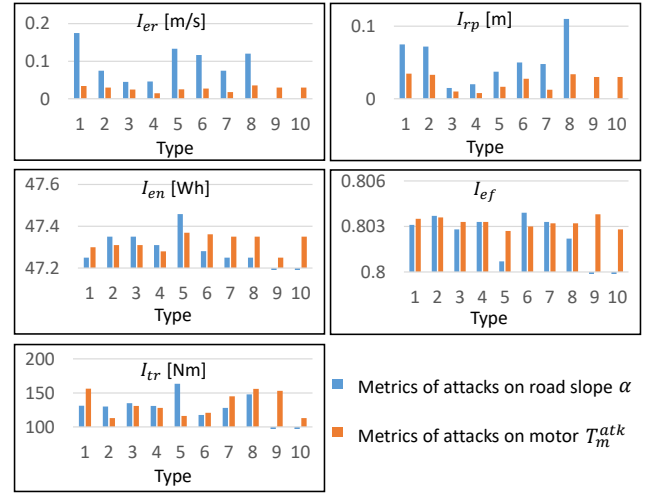 I_er [m/s]
0.2
0.1
0
1 2 3 4 5 6 7 8 9 10
Type
I_rp [m]
0.1
0
1 2 3 4 5 6 7 8 9 10
Type
I_en [Wh]
47.6
47.4
47.2
1 2 3 4 5 6 7 8 9 10
Type
I_ef
0.806
0.803
0.8
1 2 3 4 5 6 7 8 9 10
Type
I_tr [Nm]
200
150
100
1 2 3 4 5 6 7 8 9 10
Type
Metrics of attacks on road slope α
Metrics of attacks on motor T_m^atk